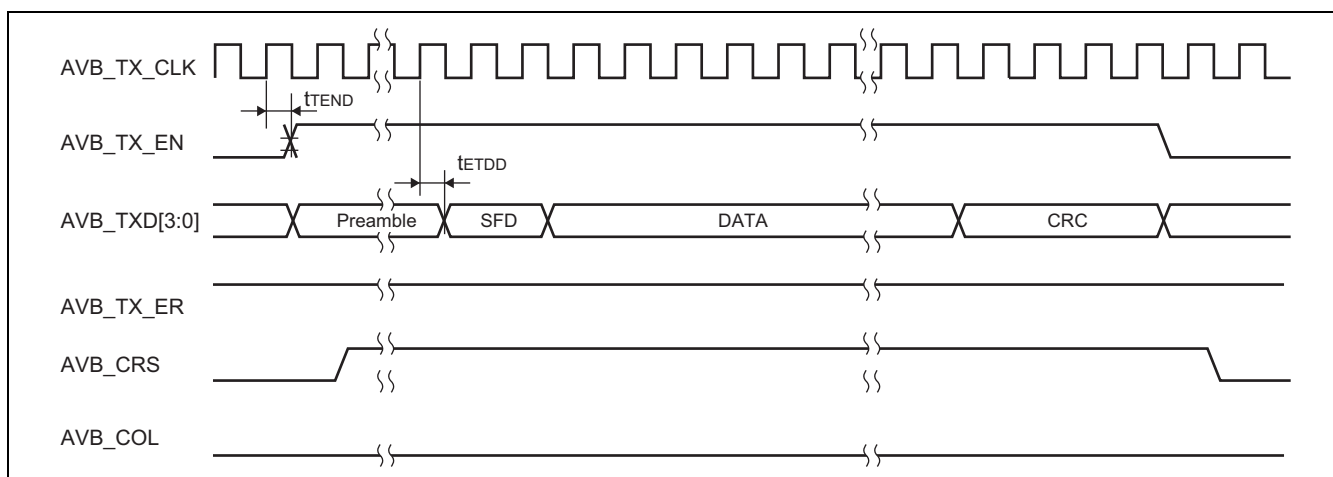 AVB_TX_CLK
tTEND
AVB_TX_EN
tETDD
AVB_TXD[3:0] Preamble SFD DATA CRC
AVB_TX_ER
AVB_CRS
AVB_COL